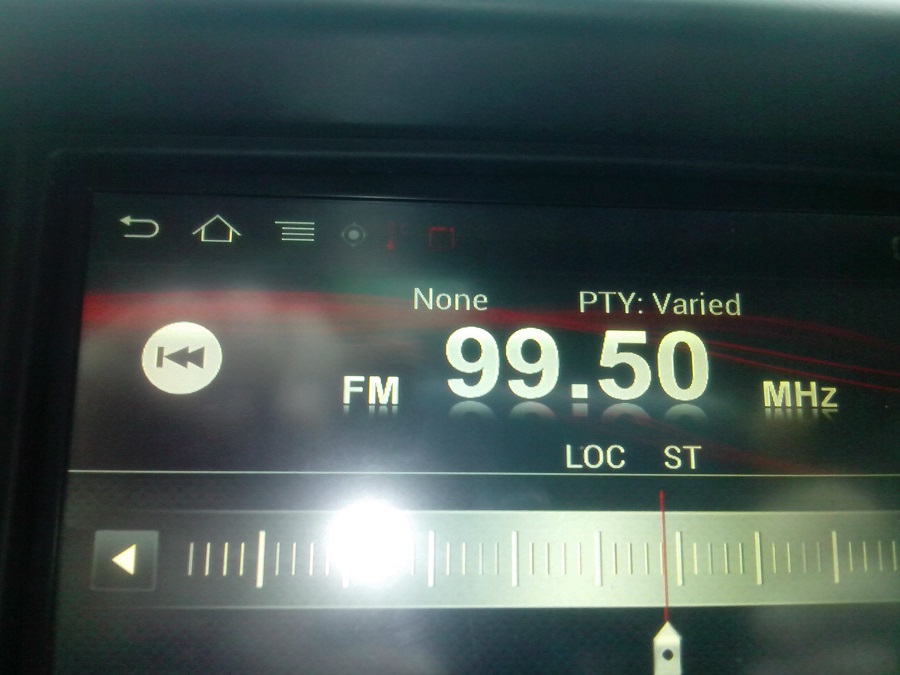 None PTY: Varied
FM 99.50 MHz
LOC ST